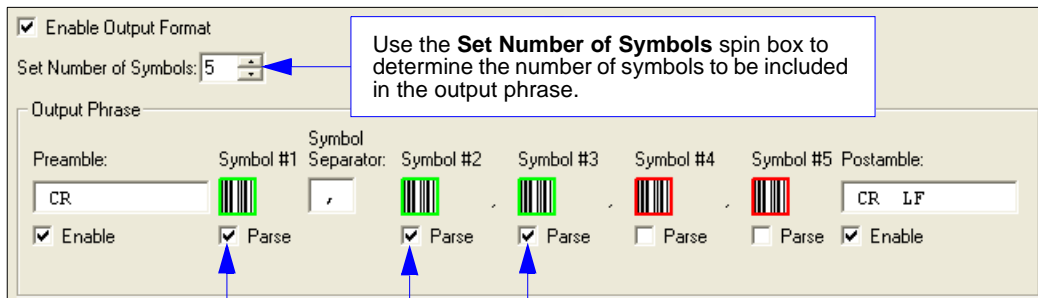 Enable Output Format
Set Number of Symbols: 5
Use the Set Number of Symbols spin box to
determine the number of symbols to be included
in the output phrase.
Output Phrase
Preamble: Symbol #1 Symbol Separator: Symbol #2 Symbol #3 Symbol #4 Symbol #5 Postamble:
CR , , , , CR LF
Enable Parse Parse Parse Parse Parse Enable